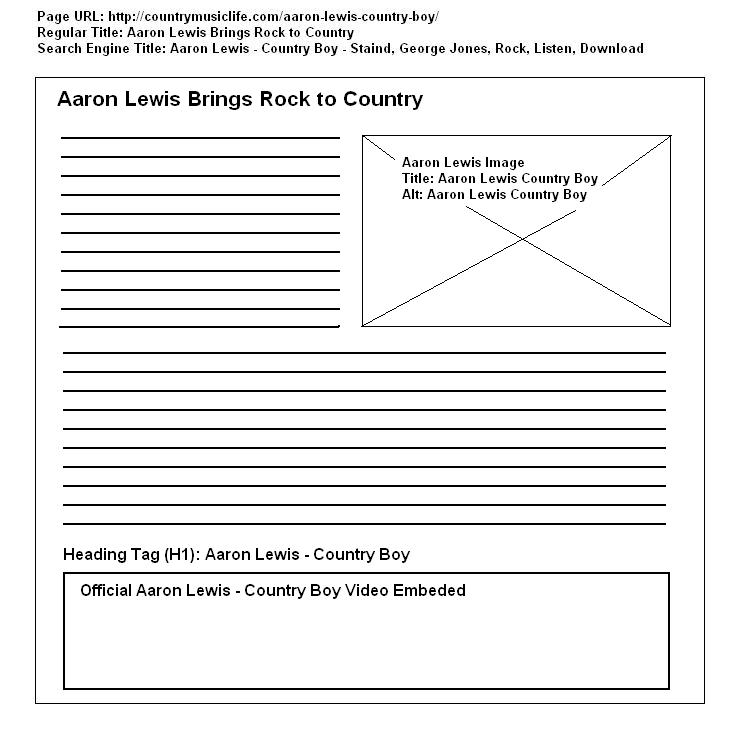 Page URL: http://countrymusiclife.com/aaron-lewis-country-boy/
Regular Title: Aaron Lewis Brings Rock to Country
Search Engine Title: Aaron Lewis - Country Boy - Staind, George Jones, Rock, Listen, Download
Aaron Lewis Brings Rock to Country
Aaron Lewis Image
Title: Aaron Lewis Country Boy
Alt: Aaron Lewis Country Boy
Heading Tag (H1): Aaron Lewis - Country Boy
Official Aaron Lewis - Country Boy Video Embeded